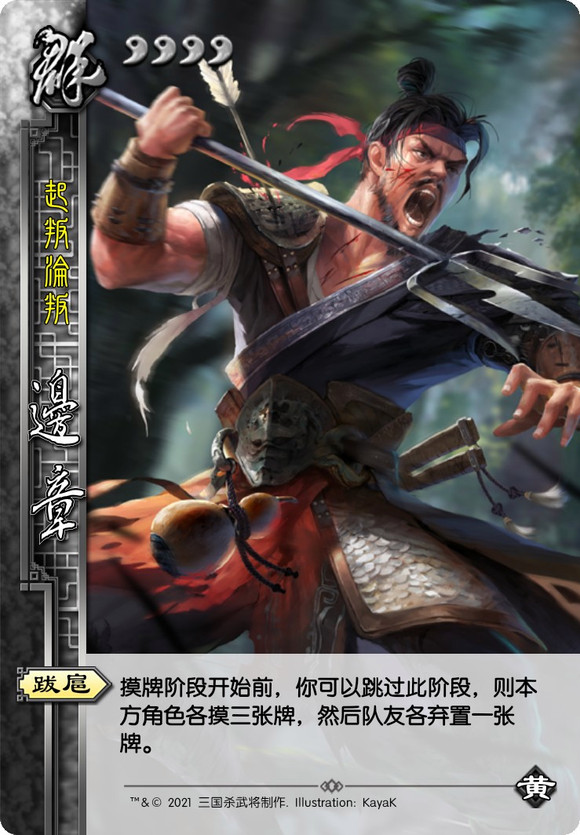 群
起叛淪叛
邊章
跋扈
摸牌阶段开始前，你可以跳过此阶段，则本
方角色各摸三张牌，然后队友各弃置一张
牌。
™&© 2021 三国杀武将制作. Illustration: KayaK
黄